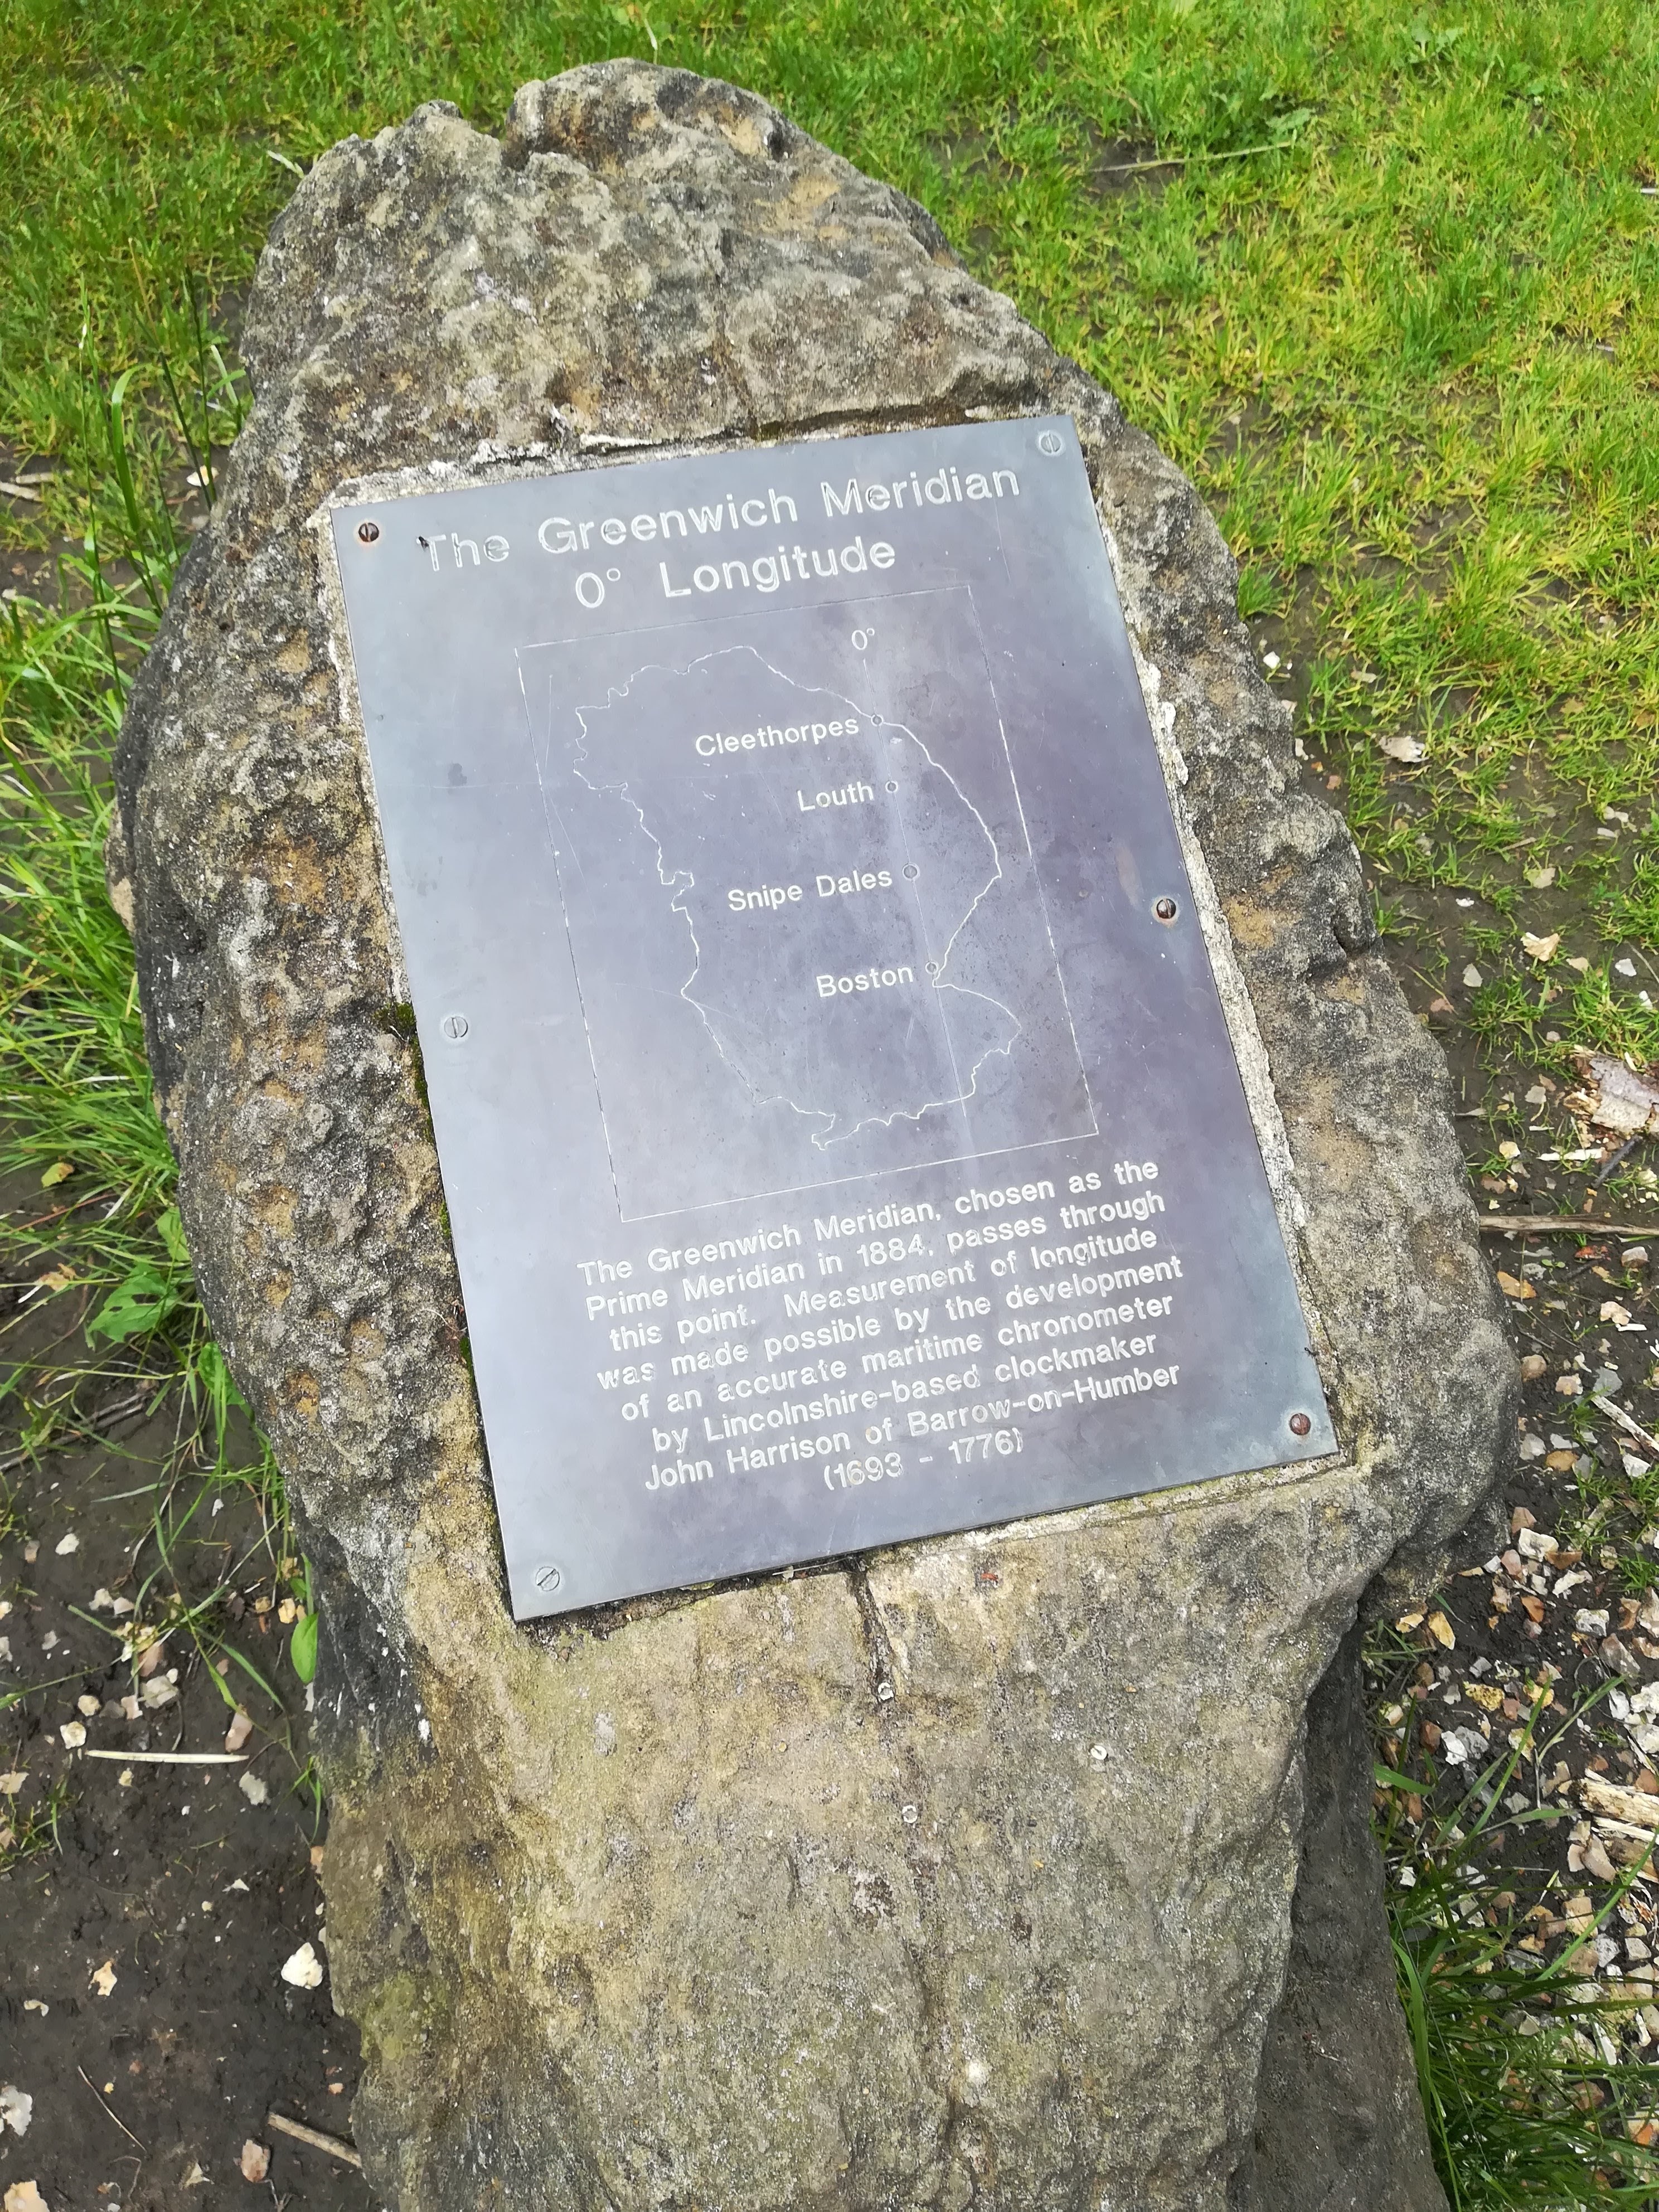 The Greenwich Meridian
0° Longitude
0°
Cleethorpes
Louth
Snipe Dales
Boston
The Greenwich Meridian, chosen as the
Prime Meridian in 1884, passes through
this point. Measurement of longitude
was made possible by the development
of an accurate maritime chronometer
by Lincolnshire-based clockmaker
John Harrison of Barrow-on-Humber
(1693 - 1776)